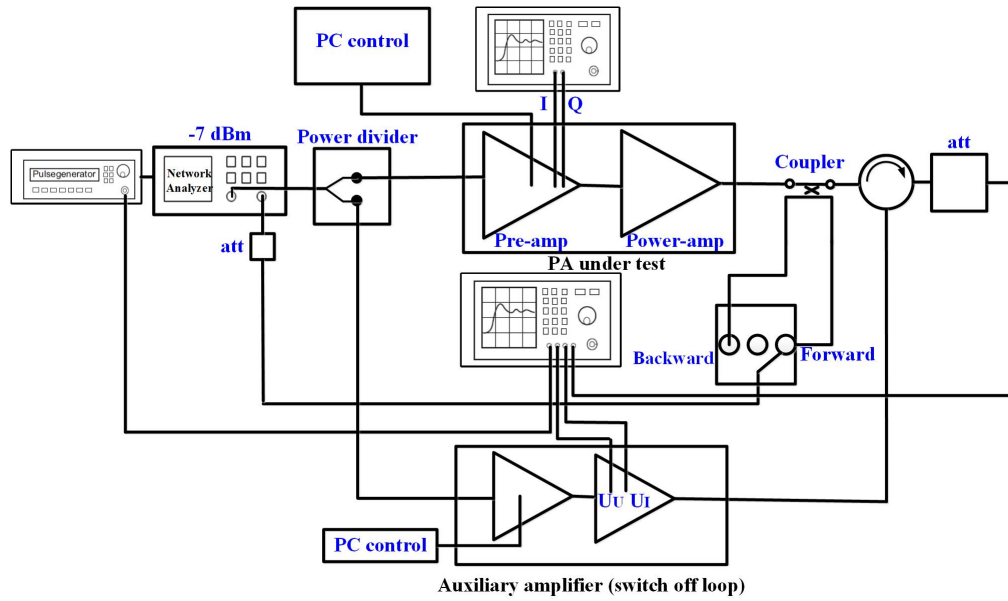 PC control
I
Q
-7 dBm
Power divider
Pulsegenerator
Network
Analyzer
att
Coupler
att
Pre-amp
Power-amp
PA under test
Backward
Forward
UU UI
PC control
Auxiliary amplifier (switch off loop)